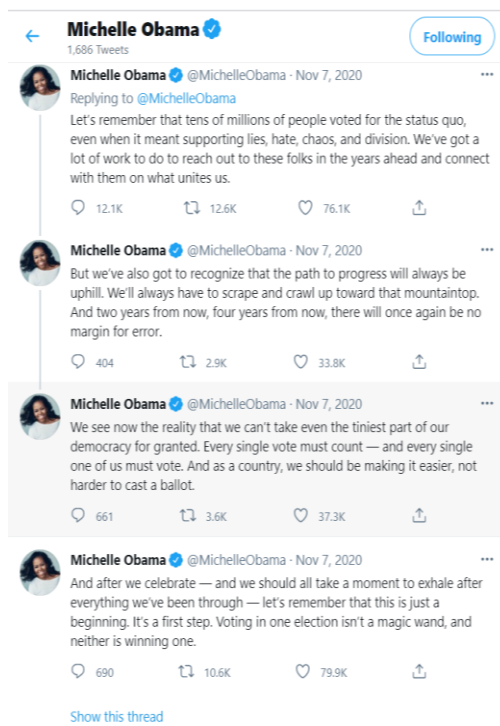 Michelle Obama
1,686 Tweets
Following
Michelle Obama @MichelleObama · Nov 7, 2020
Replying to @MichelleObama
Let's remember that tens of millions of people voted for the status quo,
even when it meant supporting lies, hate, chaos, and division. We've got a
lot of work to do to reach out to these folks in the years ahead and connect
with them on what unites us.
12.1K 12.6K 76.1K
Michelle Obama @MichelleObama · Nov 7, 2020
But we've also got to recognize that the path to progress will always be
uphill. We'll always have to scrape and crawl up toward that mountaintop.
And two years from now, four years from now, there will once again be no
margin for error.
404 2.9K 33.8K
Michelle Obama @MichelleObama · Nov 7, 2020
We see now the reality that we can't take even the tiniest part of our
democracy for granted. Every single vote must count — and every single
one of us must vote. And as a country, we should be making it easier, not
harder to cast a ballot.
661 3.6K 37.3K
Michelle Obama @MichelleObama · Nov 7, 2020
And after we celebrate — and we should all take a moment to exhale after
everything we've been through — let's remember that this is just a
beginning. It's a first step. Voting in one election isn't a magic wand, and
neither is winning one.
690 10.6K 79.9K
Show this thread